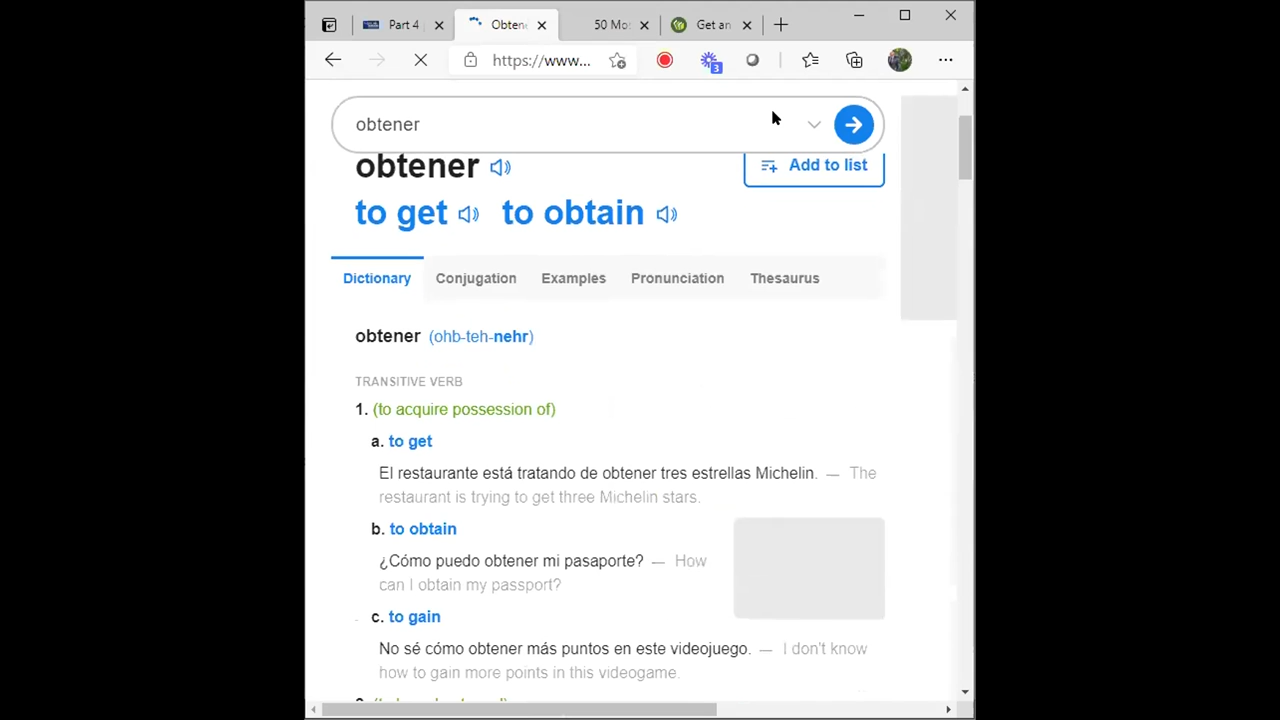 Part 4
Obten
50 Mo
Get an
https://www...
3
obtener
obtener
Add to list
to get to obtain
Dictionary Conjugation Examples Pronunciation Thesaurus
obtener (ohb-teh-nehr)
TRANSITIVE VERB
1. (to acquire possession of)
a. to get
El restaurante está tratando de obtener tres estrellas Michelin. — The
restaurant is trying to get three Michelin stars.
b. to obtain
¿Cómo puedo obtener mi pasaporte? — How
can I obtain my passport?
c. to gain
No sé cómo obtener más puntos en este videojuego. — I don't know
how to gain more points in this videogame.